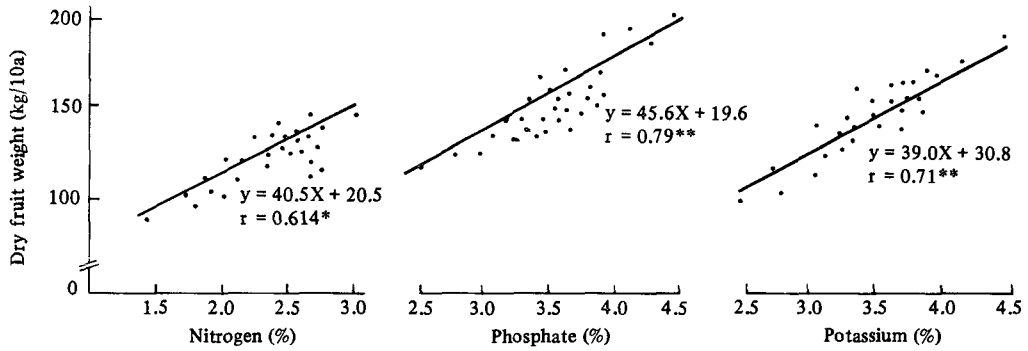 Dry fruit weight (kg/10a)
200
150
100
0
y = 40.5X + 20.5
r = 0.614*
1.5 2.0 2.5 3.0
Nitrogen (%)
y = 45.6X + 19.6
r = 0.79**
2.5 3.0 3.5 4.0 4.5
Phosphate (%)
y = 39.0X + 30.8
r = 0.71**
2.5 3.0 3.5 4.0 4.5
Potassium (%)